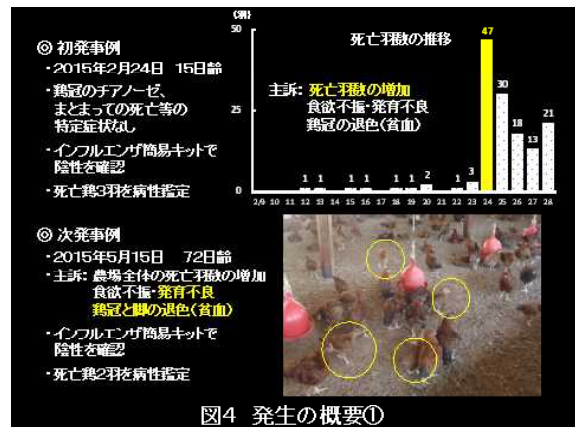 ◎ 初発事例
・2015年2月24日 15日齢
・鶏冠のチアノーゼ、
まとまっての死亡等の
特定症状なし
・インフルエンザ簡易キットで
陰性を確認
・死亡鶏3羽を病性鑑定
(羽)
死亡羽数の推移
50
25
0
主訴: 死亡羽数の増加
食欲不振・発育不良
鶏冠の退色(貧血)
1 1 1 1 2 1 3 47 30 18 13 21
2/9 10 11 12 13 14 15 16 17 18 19 20 21 22 23 24 25 26 27 28
◎ 次発事例
・2015年5月15日 72日齢
・主訴: 農場全体の死亡羽数の増加
食欲不振・発育不良
鶏冠と脚の退色(貧血)
・インフルエンザ簡易キットで
陰性を確認
・死亡鶏2羽を病性鑑定
図4 発生の概要①